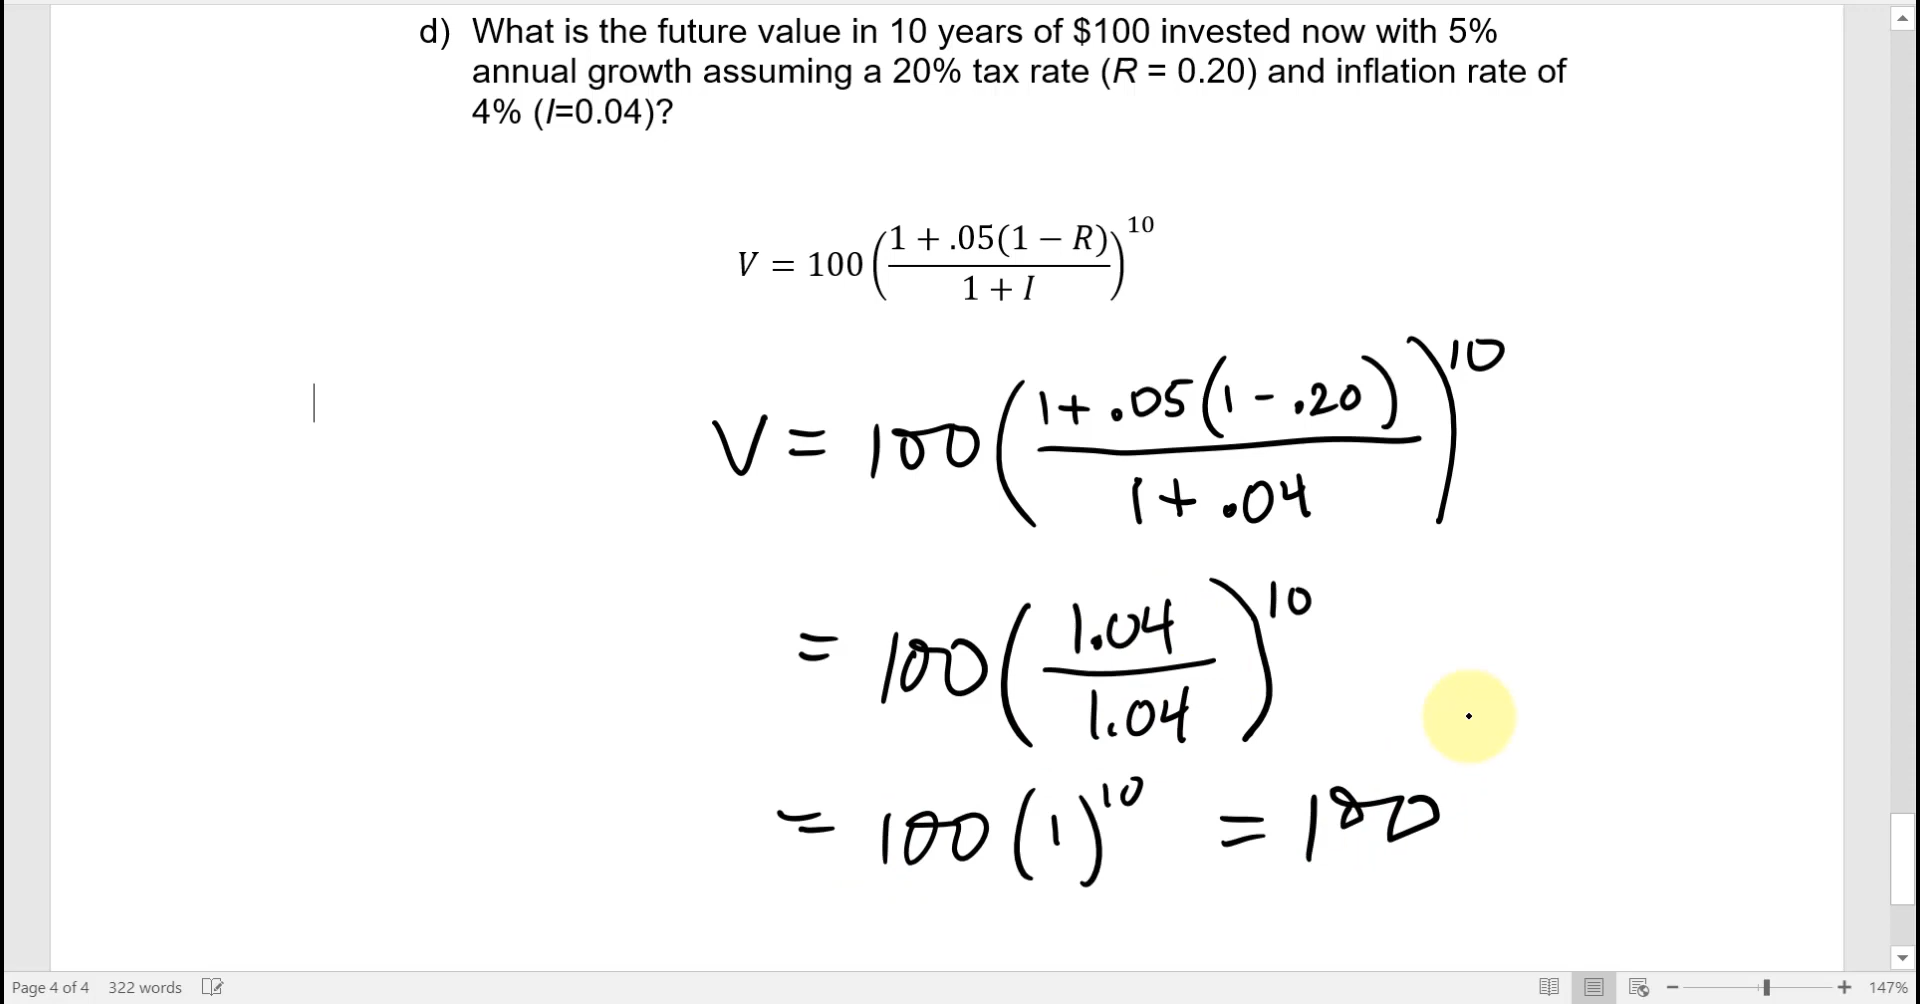 d) What is the future value in 10 years of $100 invested now with 5%
annual growth assuming a 20% tax rate (R = 0.20) and inflation rate of
4% (I=0.04)?
V = 100 ((1 + .05(1 − R))/(1 + I))^10
V = 100 ((1 + .05(1 - .20))/(1 + .04))^10
= 100 (1.04/1.04)^10
= 100 (1)^10 = 100
Page 4 of 4 322 words 147%